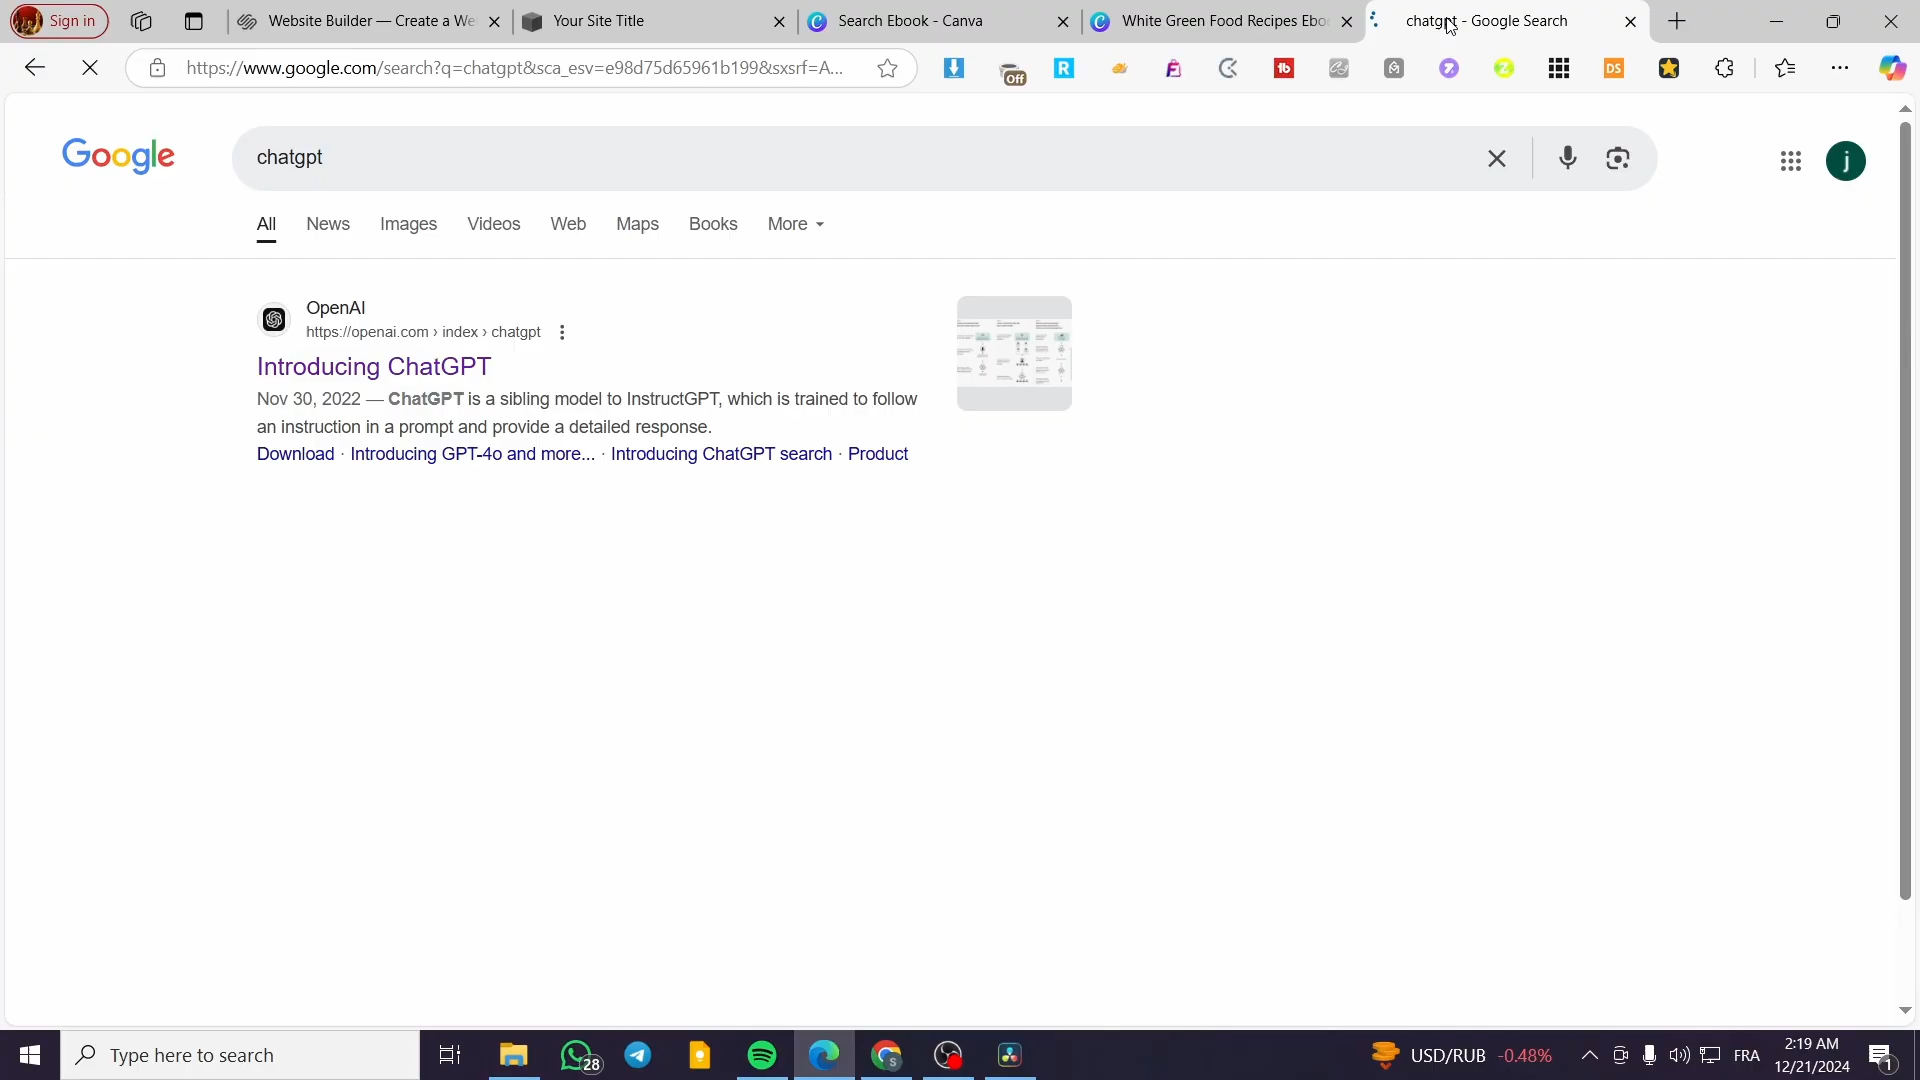 Sign in
Website Builder — Create a We
Your Site Title
Search Ebook - Canva
White Green Food Recipes Ebo
chatgpt - Google Search
https://www.google.com/search?q=chatgpt&sca_esv=e98d75d65961b199&sxsrf=A...
Off
R
tb
DS
Google
chatgpt
j
All
News
Images
Videos
Web
Maps
Books
More
OpenAI
https://openai.com › index › chatgpt
Introducing ChatGPT
Nov 30, 2022 — ChatGPT is a sibling model to InstructGPT, which is trained to follow
an instruction in a prompt and provide a detailed response.
Download · Introducing GPT-4o and more... · Introducing ChatGPT search · Product
Type here to search
28
S
USD/RUB -0.48%
FRA
2:19 AM
12/21/2024
1